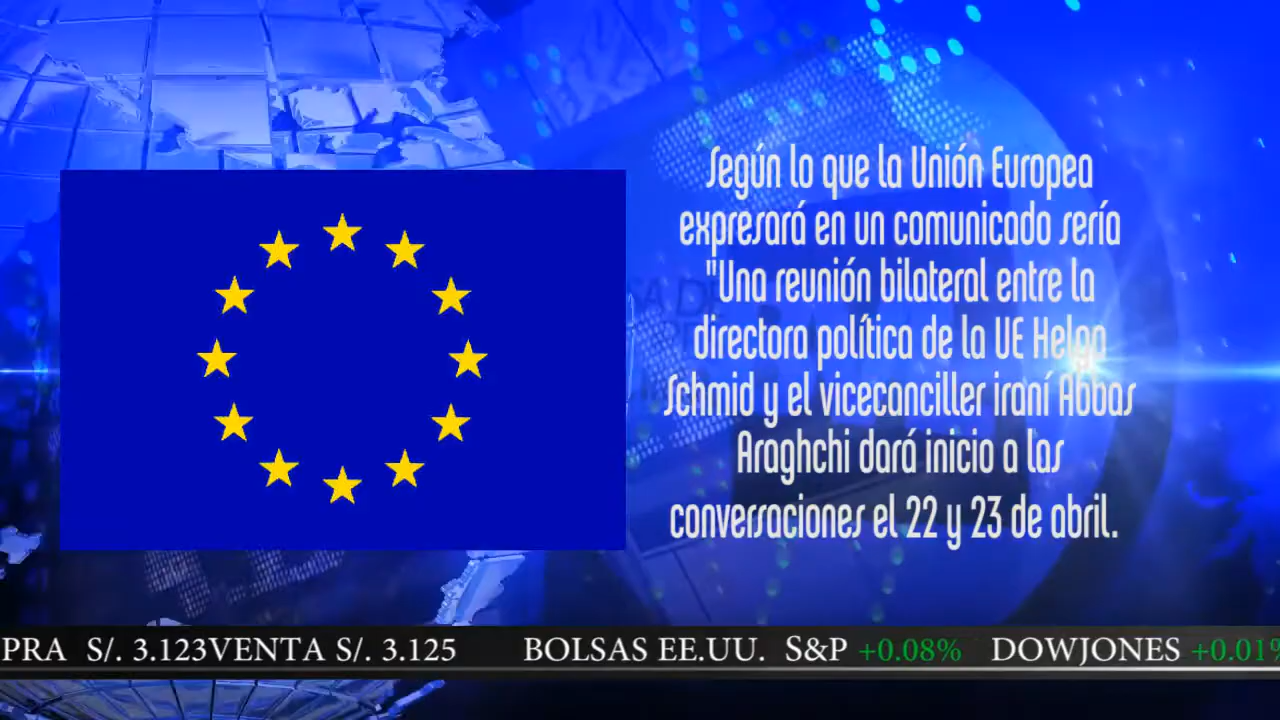 Según lo que la Unión Europea
expresará en un comunicado sería
"Una reunión bilateral entre la
directora política de la UE Helga
Schmid y el vicecanciller iraní Abbas
Araghchi dará inicio a las
conversaciones el 22 y 23 de abril.
PRA S/. 3.123VENTA S/. 3.125 BOLSAS EE.UU. S&P +0.08% DOWJONES +0.01%